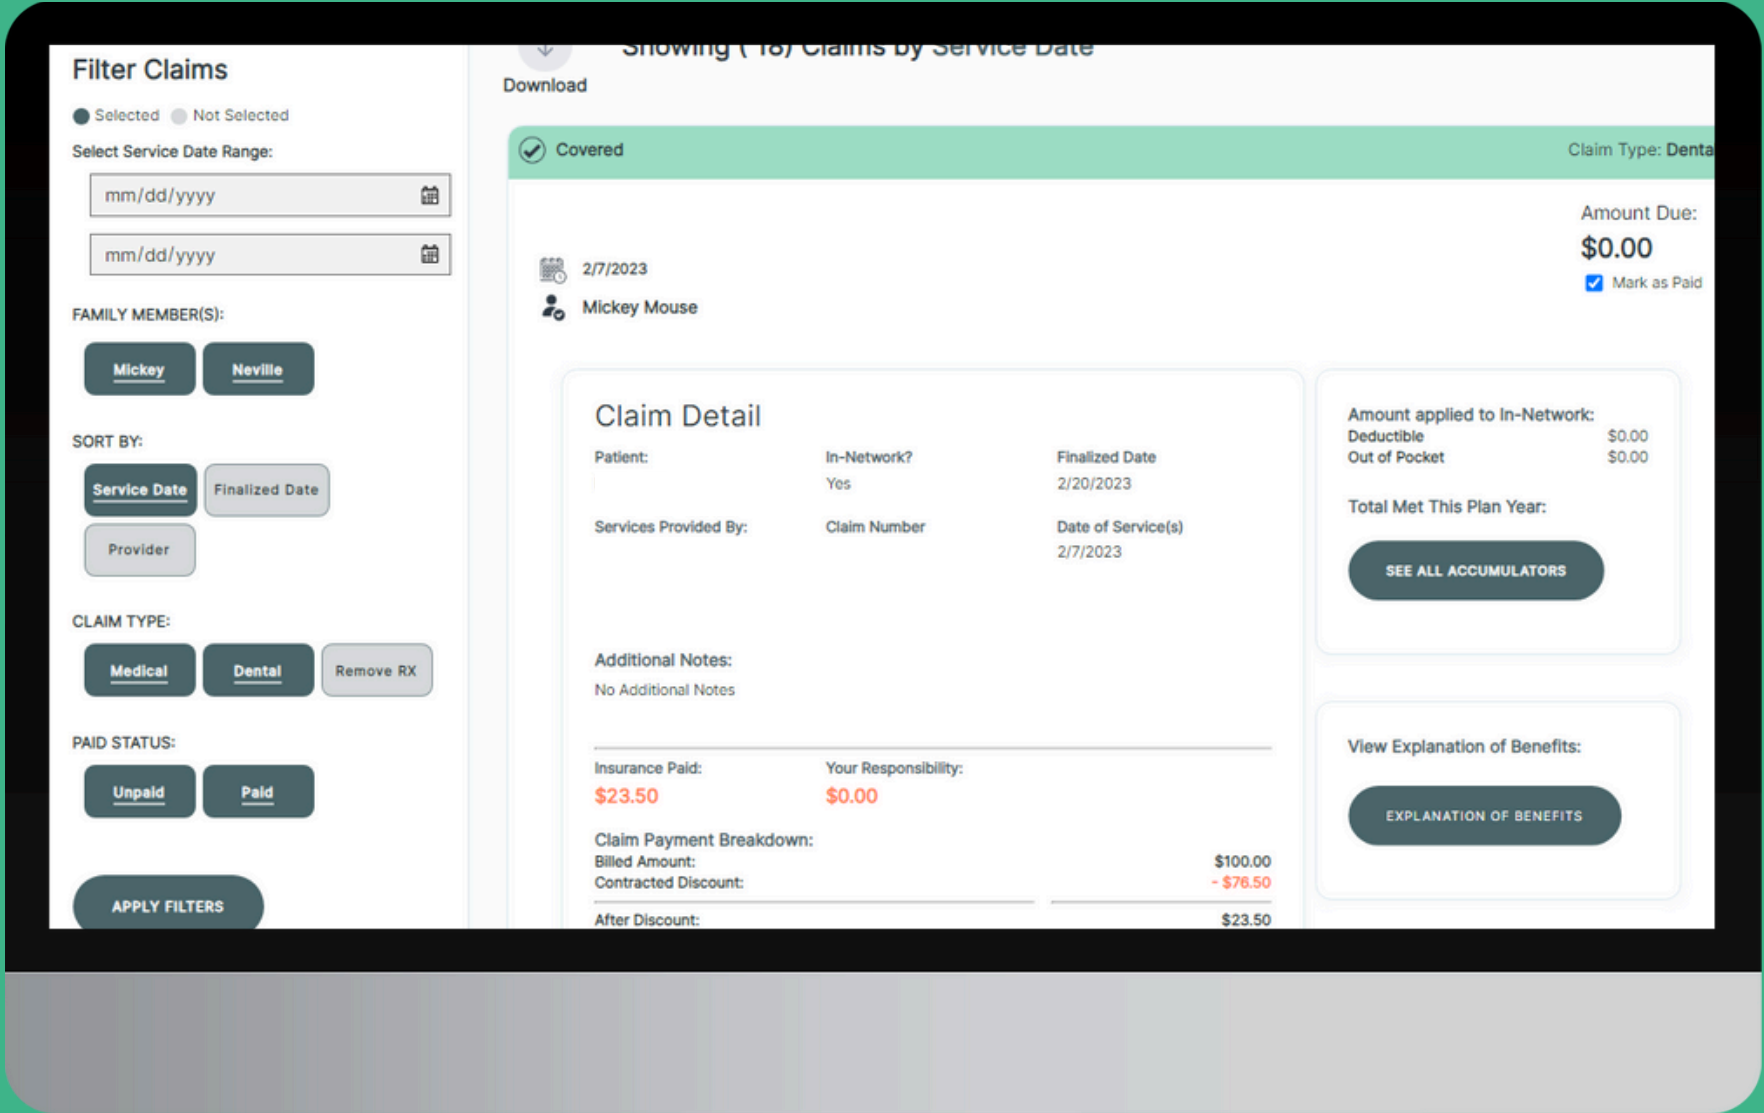 Filter Claims
Selected Not Selected
Select Service Date Range:
mm/dd/yyyy
mm/dd/yyyy
FAMILY MEMBER(S):
Mickey Neville
SORT BY:
Service Date Finalized Date
Provider
CLAIM TYPE:
Medical Dental Remove RX
PAID STATUS:
Unpaid Paid
APPLY FILTERS
Showing ( 18) Claims by Service Date
Download
Covered Claim Type: Denta
Amount Due:
$0.00
Mark as Paid
2/7/2023
Mickey Mouse
Claim Detail
Patient: In-Network? Finalized Date
Yes 2/20/2023
Services Provided By: Claim Number Date of Service(s)
2/7/2023
Additional Notes:
No Additional Notes
Insurance Paid: Your Responsibility:
$23.50 $0.00
Claim Payment Breakdown:
Billed Amount: $100.00
Contracted Discount: - $76.50
After Discount: $23.50
Amount applied to In-Network:
Deductible $0.00
Out of Pocket $0.00
Total Met This Plan Year:
SEE ALL ACCUMULATORS
View Explanation of Benefits:
EXPLANATION OF BENEFITS